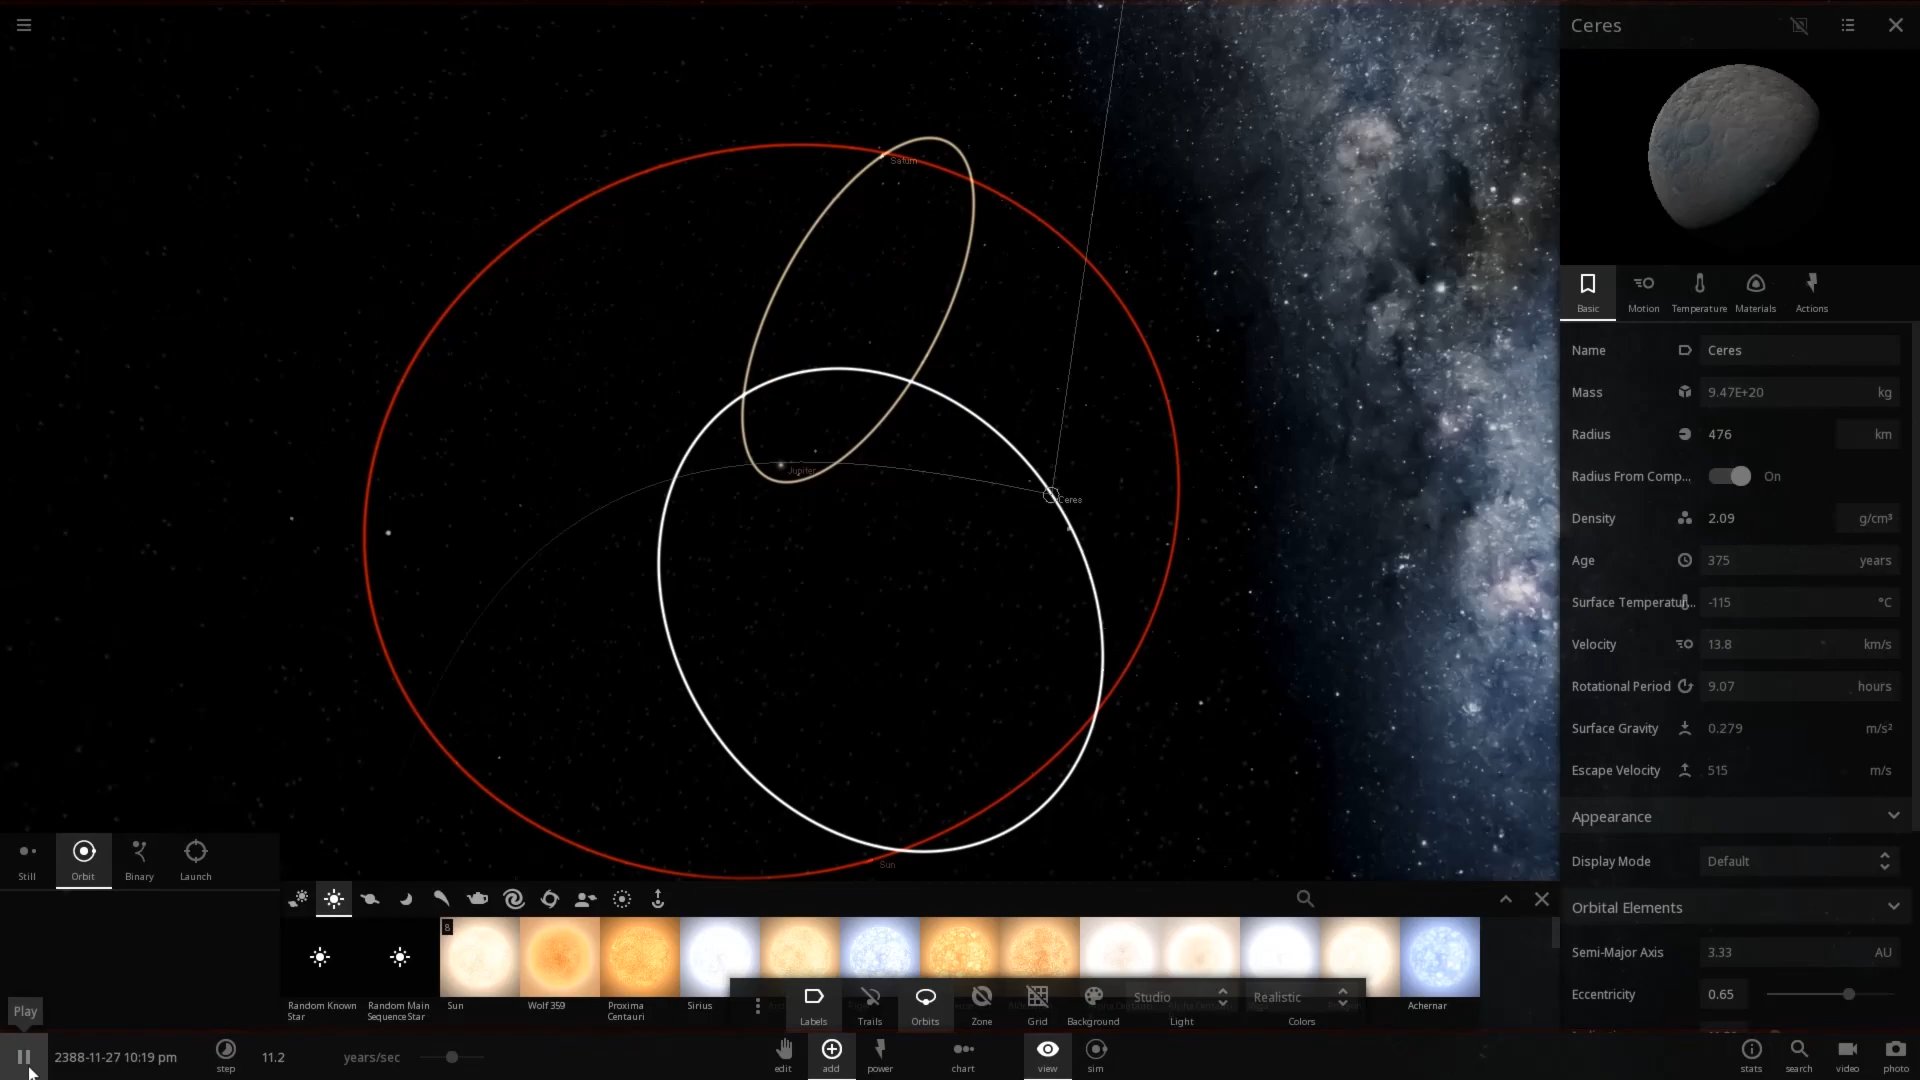 Ceres
Saturn
Jupiter
Ceres
Sun
Basic
Motion
Temperature
Materials
Actions
Name Ceres
Mass 9.47E+20 kg
Radius 476 km
Radius From Comp... On
Density 2.09 g/cm³
Age 375 years
Surface Temperatur... -115 °C
Velocity 13.8 km/s
Rotational Period 9.07 hours
Surface Gravity 0.279 m/s²
Escape Velocity 515 m/s
Appearance
Display Mode Default
Orbital Elements
Semi-Major Axis 3.33 AU
Eccentricity 0.65
Still
Orbit
Binary
Launch
8
Random Known Star
Random Main Sequence Star
Sun
Wolf 359
Proxima Centauri
Sirius
Achernar
Labels
Trails
Orbits
Zone
Grid
Background
Studio
Light
Realistic
Colors
Play
2388-11-27 10:19 pm
step
11.2 years/sec
edit
add
power
chart
view
sim
stats
search
video
photo